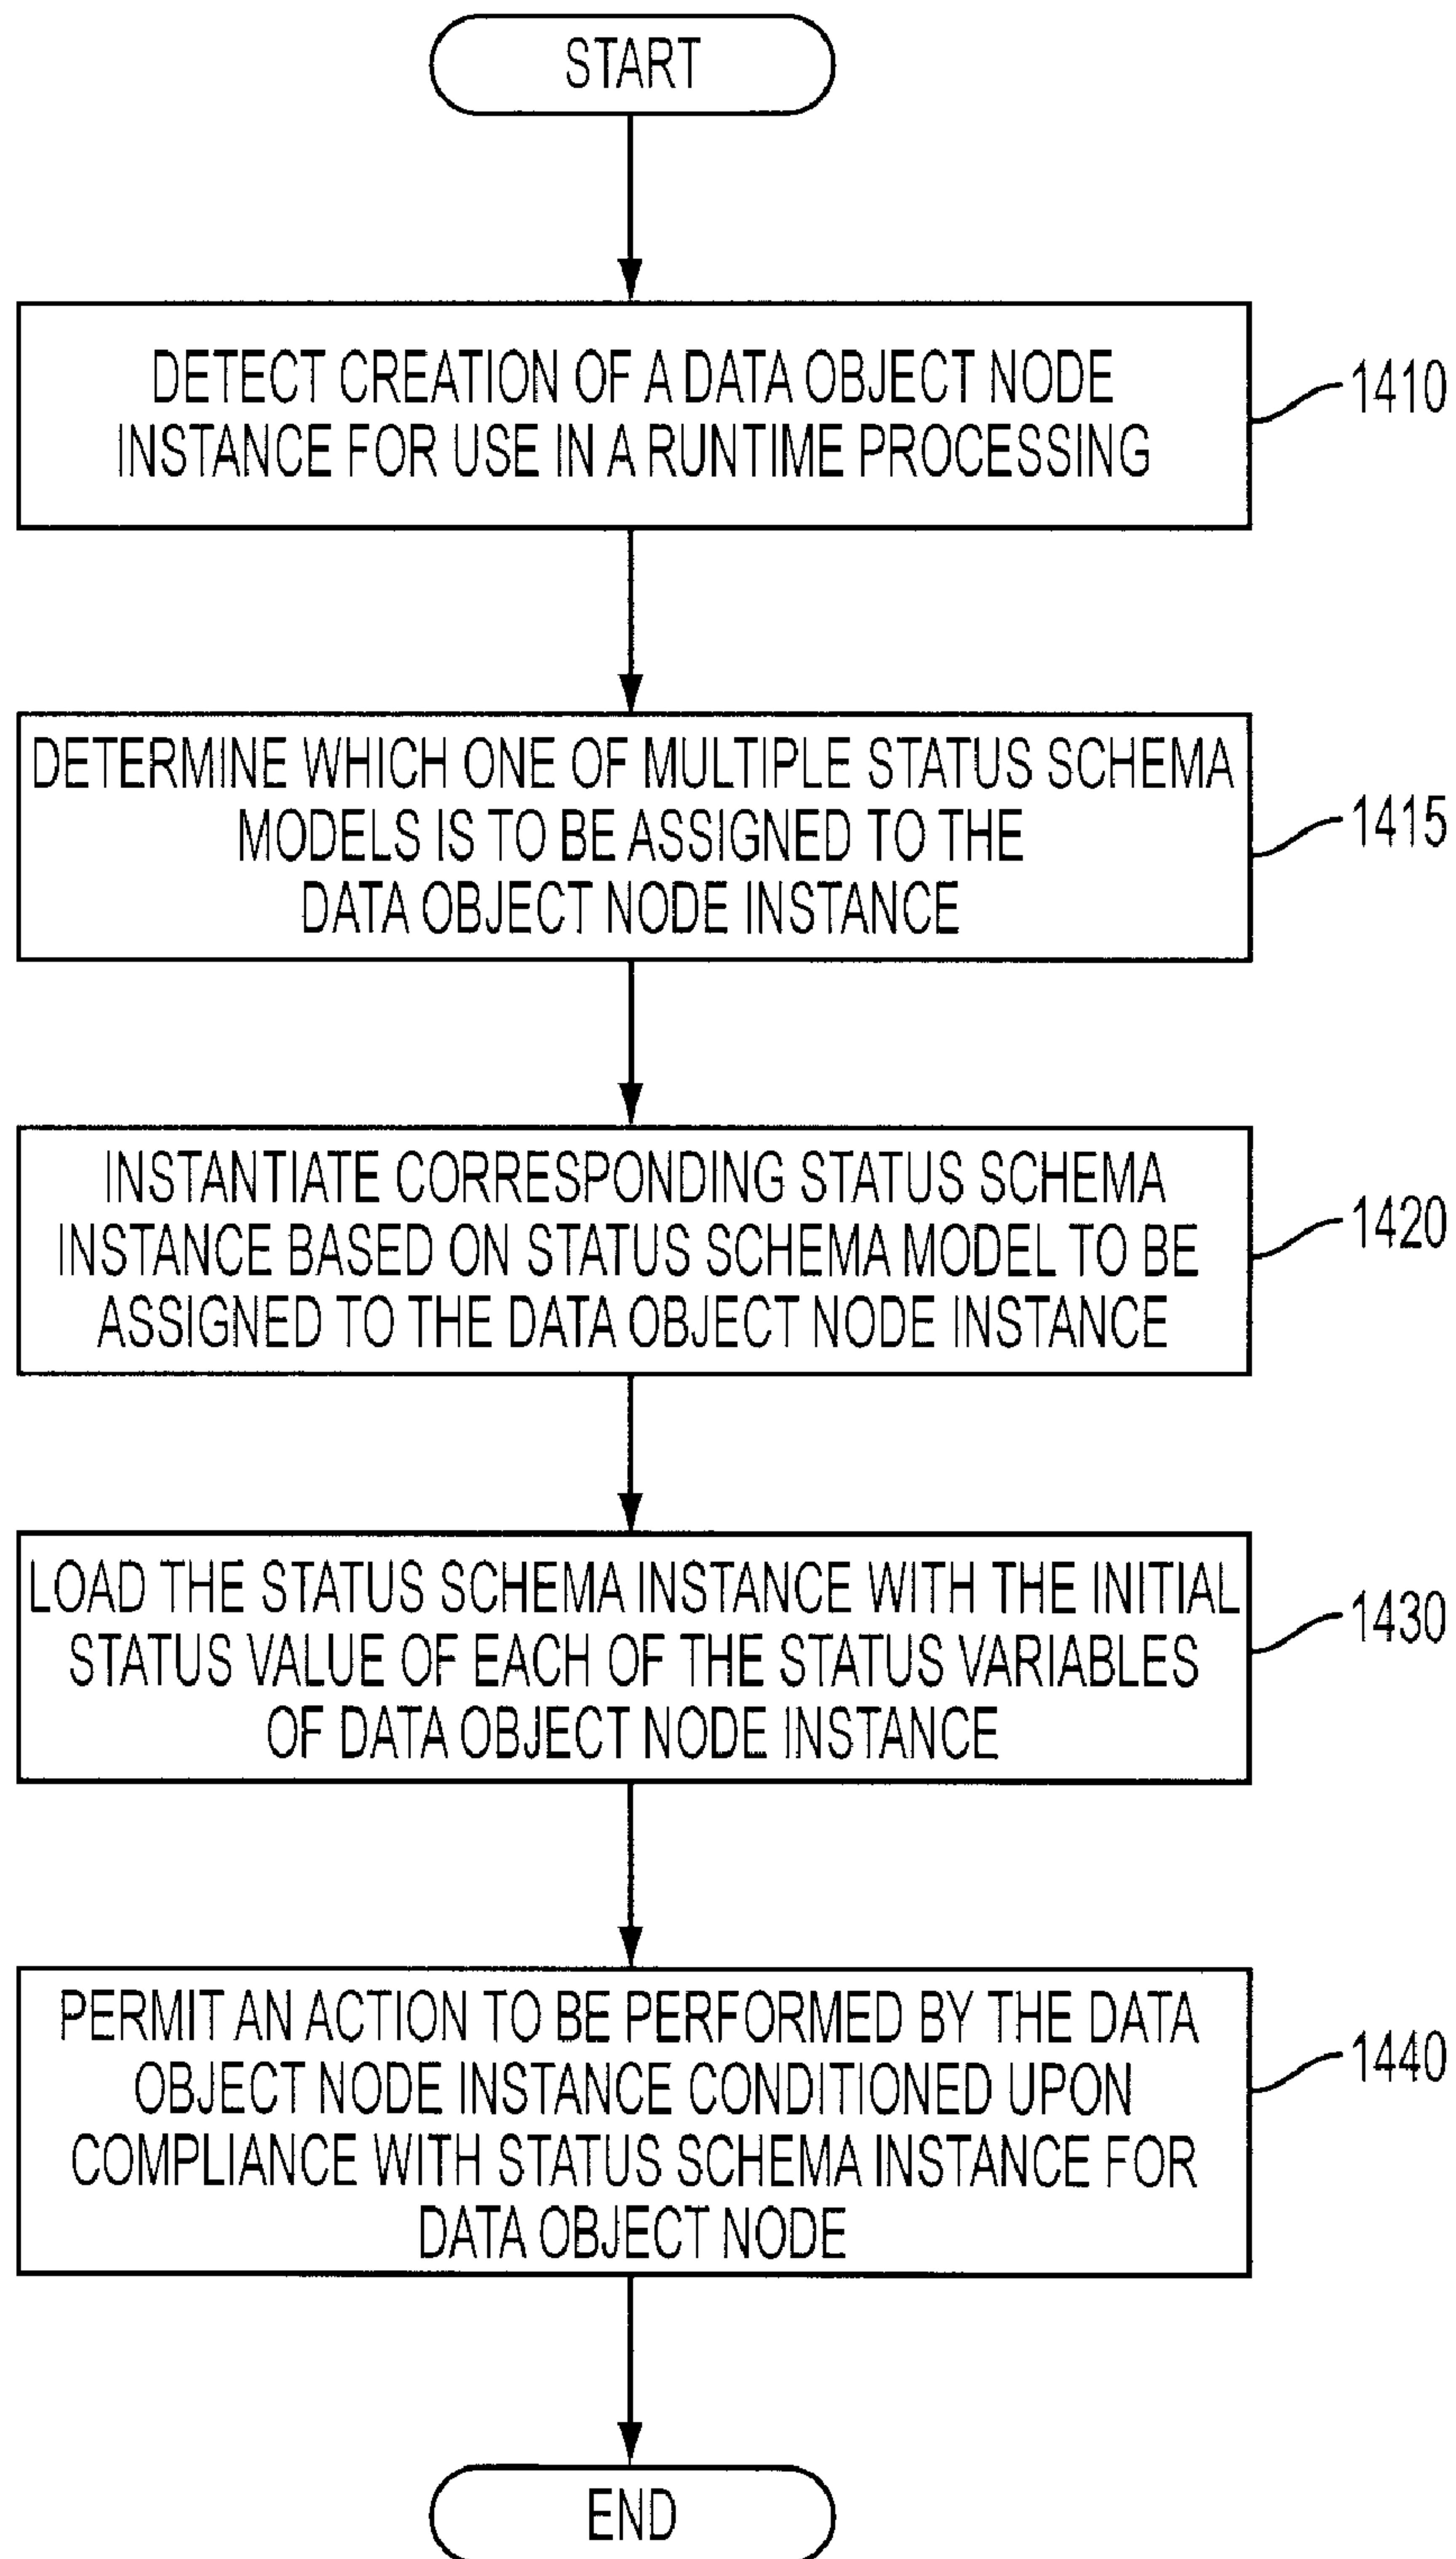 START
DETECT CREATION OF A DATA OBJECT NODE
INSTANCE FOR USE IN A RUNTIME PROCESSING
1410
DETERMINE WHICH ONE OF MULTIPLE STATUS SCHEMA
MODELS IS TO BE ASSIGNED TO THE
DATA OBJECT NODE INSTANCE
1415
INSTANTIATE CORRESPONDING STATUS SCHEMA
INSTANCE BASED ON STATUS SCHEMA MODEL TO BE
ASSIGNED TO THE DATA OBJECT NODE INSTANCE
1420
LOAD THE STATUS SCHEMA INSTANCE WITH THE INITIAL
STATUS VALUE OF EACH OF THE STATUS VARIABLES
OF DATA OBJECT NODE INSTANCE
1430
PERMIT AN ACTION TO BE PERFORMED BY THE DATA
OBJECT NODE INSTANCE CONDITIONED UPON
COMPLIANCE WITH STATUS SCHEMA INSTANCE FOR
DATA OBJECT NODE
1440
END